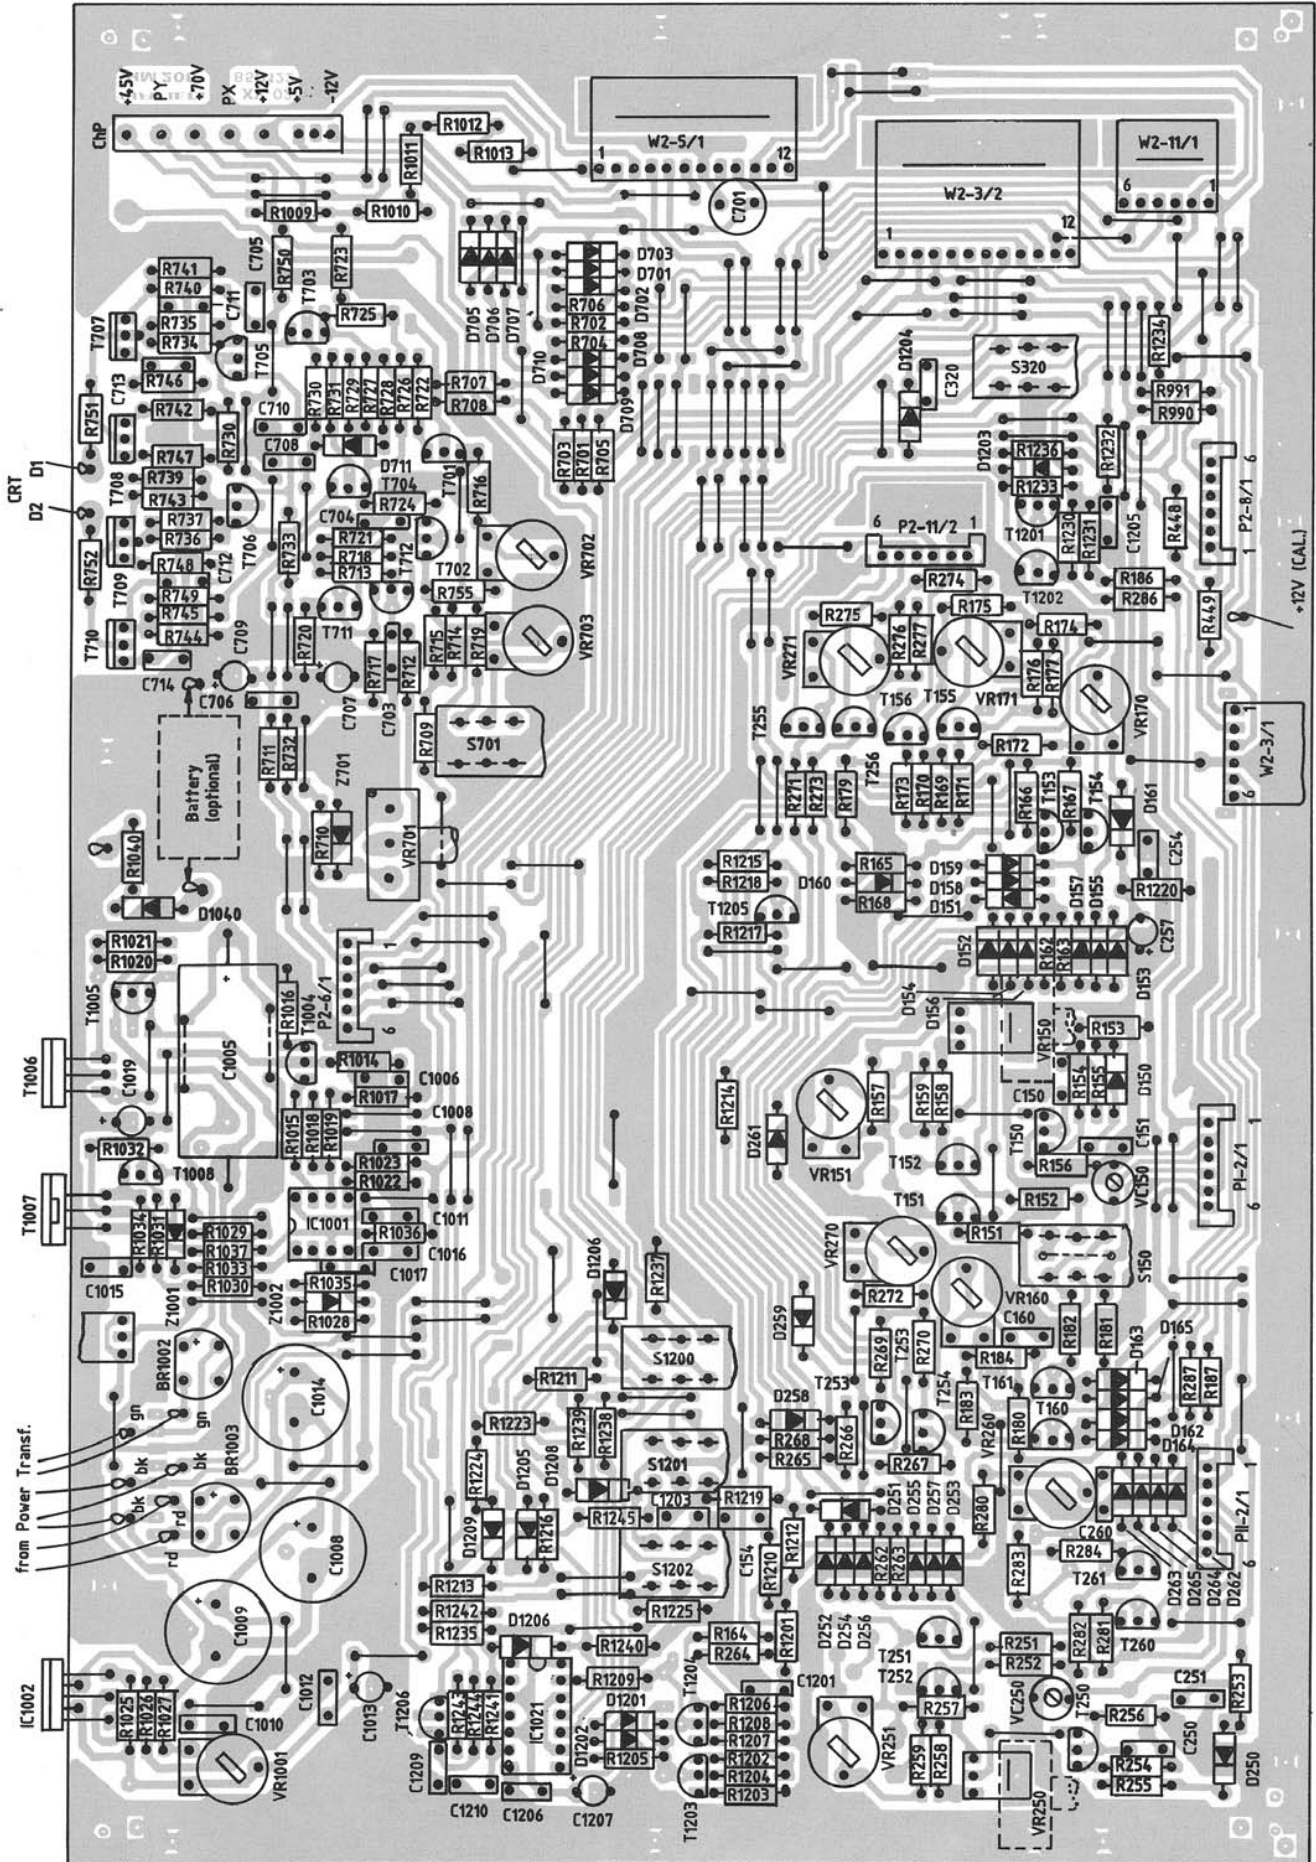 ChP
+45V
PY
+70V
PX
+12V
+5V
-12V
R1012
R1013
R1011
R1009
R1010
W2-5/1
1
12
C701
W2-3/2
1
12
W2-11/1
6
1
R741
R740
R735
R734
T707
C713
R746
R742
R751
R747
R739
R743
R737
R736
R748
R749
R745
R744
C705
C711
R750
T703
R723
R725
T705
D705
D706
D707
D703
D701
D702
R706
R702
R704
D708
D710
D709
R703
R701
R705
R707
R708
C710
C708
R730
R730
R731
R729
R727
R728
R726
R722
D711
T704
R724
T701
R716
CRT
D1
D2
T708
T709
T710
R752
C712
T706
R733
C704
R721
R718
R713
T712
T702
R755
VR702
VR703
T711
R715
R714
R719
R717
R712
C714
C709
C706
R720
C707
C703
R709
S701
R711
R732
Z701
R710
VR701
Battery
(optional)
R1040
D1040
D1204
C320
S320
R1234
R991
R990
D1203
R1236
R1233
R1232
T1201
R1230
R1231
C1205
R448
P2-8/1
6
1
P2-11/2
6
1
R274
R275
R276
R277
R175
T1202
R186
R286
R174
R449
+12V (CAL.)
VR271
T156
T155
VR171
R176
R177
VR170
T255
T256
R172
W2-3/1
1
6
R271
R273
R179
R173
R170
R169
R171
R166
T153
R167
T154
D161
C254
R1220
R1215
R1218
T1205
R1217
D160
R165
R168
D159
D158
D151
D157
D155
C257
D152
R162
R163
D153
D154
D156
VR150
R153
R1021
R1020
T1005
T1006
C1019
C1005
R1016
T1004
P2-6/1
1
6
R1014
C1006
R1017
C1008
R1015
R1018
R1019
R1032
T1008
T1007
R1034
R1031
R1029
R1037
R1033
R1030
C1015
Z1001
Z1002
IC1001
R1023
R1022
C1011
R1036
C1016
C1017
R1035
R1028
R1214
D261
VR151
R157
R159
R158
T152
T151
C150
T150
R154
R155
D150
C151
R156
VC150
R152
R151
S150
P1-2/1
1
6
BR1002
C1014
from Power Transf.
gn
gn
bk
bk
rd
rd
BR1003
C1008
C1009
D1206
R1237
S1200
R1211
R1223
R1239
R1238
S1201
R1224
D1205
D1208
D1209
R1216
R1245
C1203
R1219
S1202
C154
R1210
R1212
D259
VR270
R272
VR160
C160
R269
T253
R270
R184
R182
R181
D163
D165
T253
T254
R183
T161
T160
R287
R187
D162
D164
D258
R268
R265
R266
R267
VR260
R180
D251
D255
D257
D253
R280
C260
PII-2/1
1
6
R262
R263
R283
R284
T261
D263
D265
D264
D262
R1213
R1242
R1235
D1206
R1225
R1240
R164
R264
R1201
D252
D254
D256
T251
T252
R251
R252
R282
R281
T260
IC1002
R1025
R1026
R1027
C1010
VR1001
C1012
C1013
T1206
R1243
R1244
R1241
IC1021
R1209
D1201
D1202
R1205
T1204
R1206
R1208
R1207
R1202
R1204
R1203
C1201
VR251
R257
R259
R258
VC250
T250
R256
C251
R253
C250
R254
R255
D250
VR250
C1209
C1210
C1206
C1207
T1203